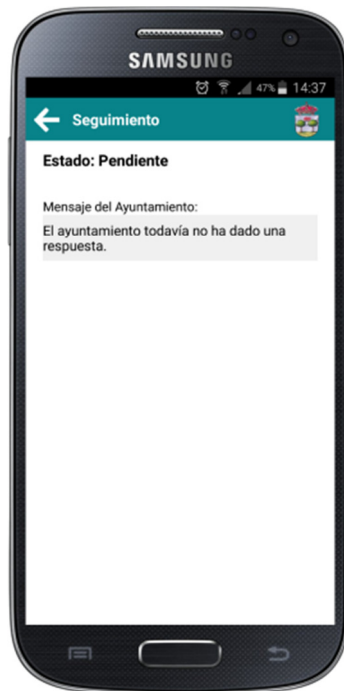 SAMSUNG
47% 14:37
Seguimiento
Estado: Pendiente
Mensaje del Ayuntamiento:
El ayuntamiento todavía no ha dado una
respuesta.